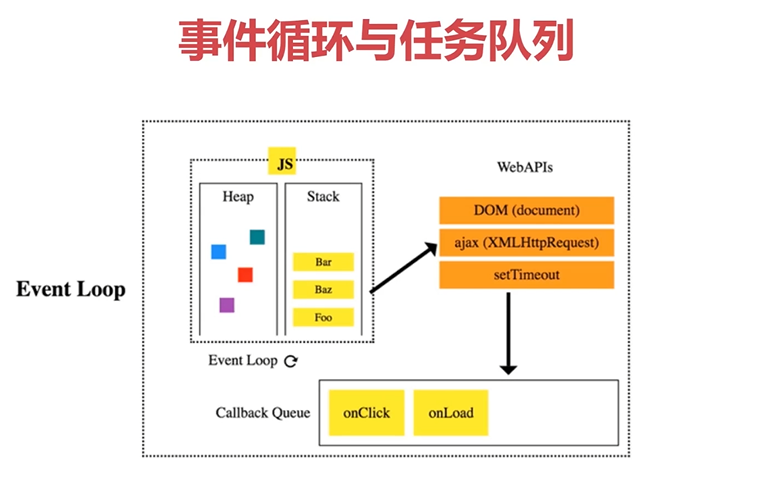 事件循环与任务队列
JS
WebAPIs
Heap
Stack
DOM (document)
ajax (XMLHttpRequest)
setTimeout
Bar
Baz
Foo
Event Loop
Event Loop
Callback Queue
onClick
onLoad